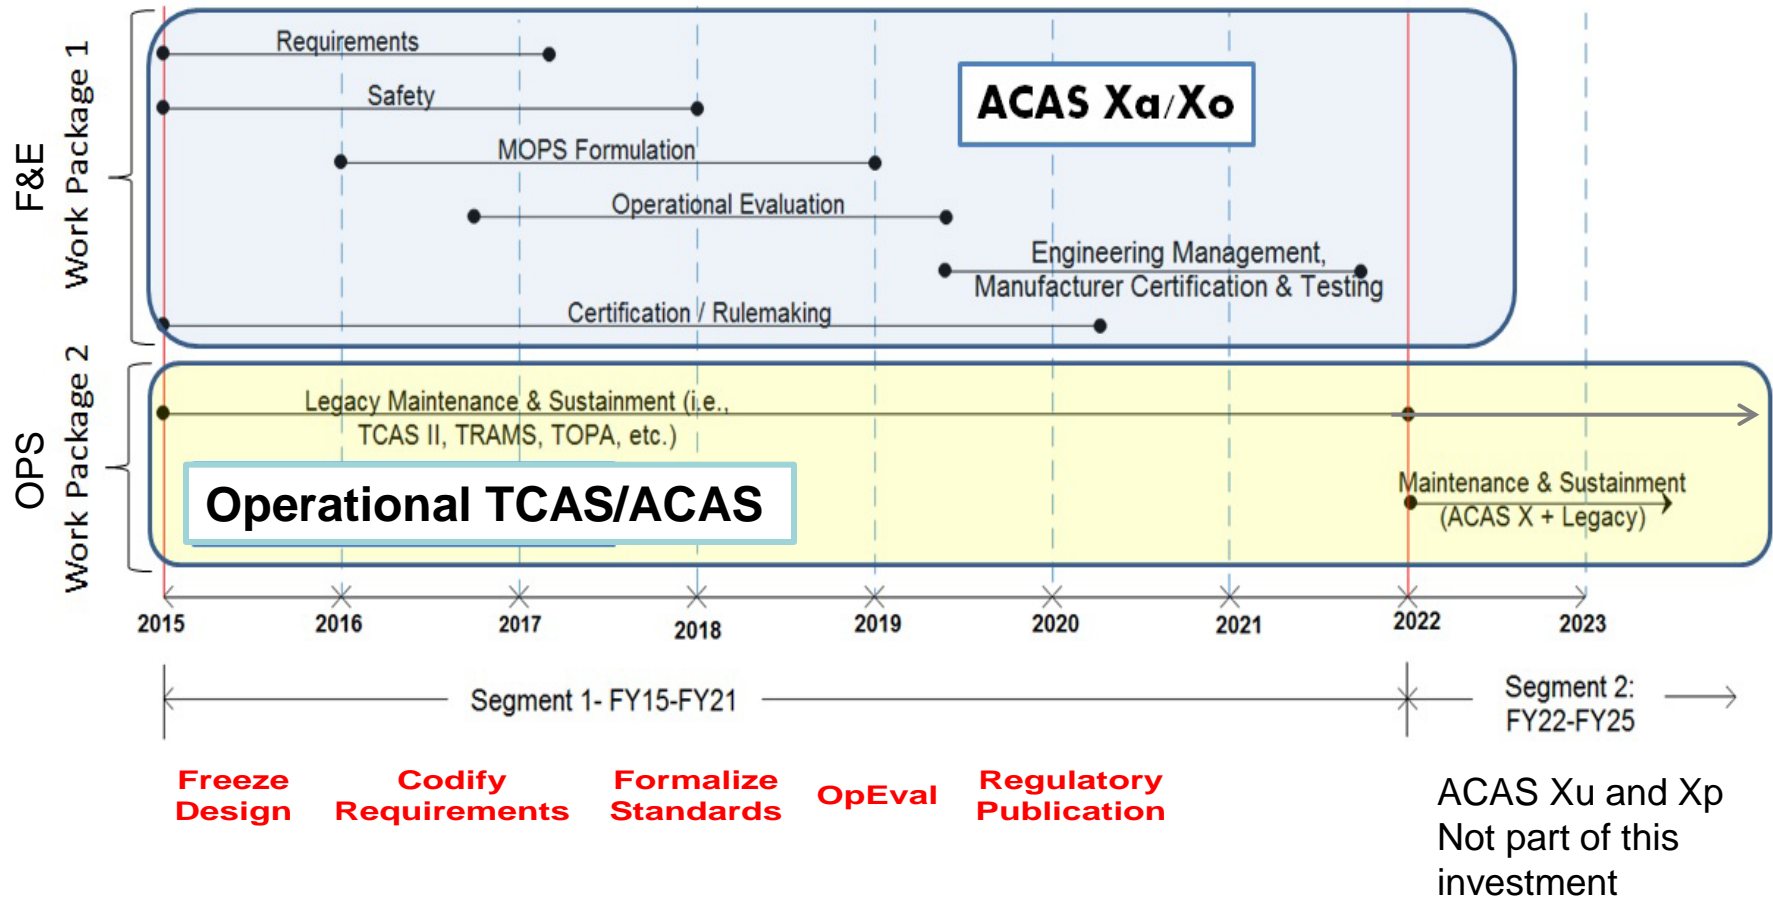 F&E
Work Package 1
Requirements
Safety
ACAS Xa/Xo
MOPS Formulation
Operational Evaluation
Engineering Management,
Manufacturer Certification & Testing
Certification / Rulemaking
OPS
Work Package 2
Legacy Maintenance & Sustainment (i.e.,
TCAS II, TRAMS, TOPA, etc.)
Operational TCAS/ACAS
Maintenance & Sustainment
(ACAS X + Legacy)
2015 2016 2017 2018 2019 2020 2021 2022 2023
Segment 1- FY15-FY21
Segment 2:
FY22-FY25
Freeze
Design
Codify
Requirements
Formalize
Standards
OpEval
Regulatory
Publication
ACAS Xu and Xp
Not part of this
investment